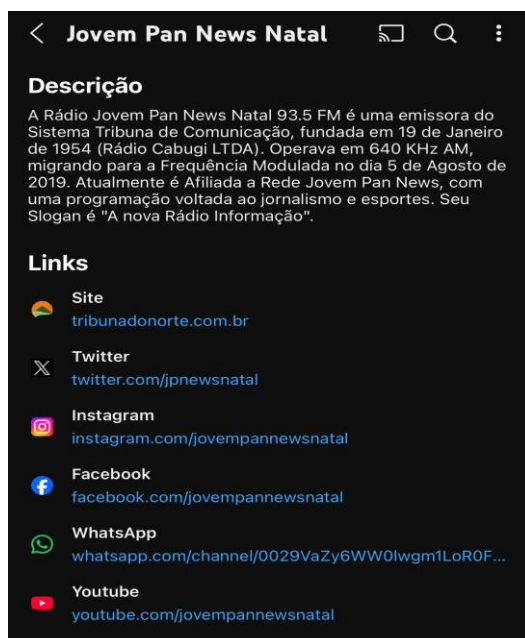 Jovem Pan News Natal
Descrição
A Rádio Jovem Pan News Natal 93.5 FM é uma emissora do
Sistema Tribuna de Comunicação, fundada em 19 de Janeiro
de 1954 (Rádio Cabugi LTDA). Operava em 640 KHz AM,
migrando para a Frequência Modulada no dia 5 de Agosto de
2019. Atualmente é Afiliada a Rede Jovem Pan News, com
uma programação voltada ao jornalismo e esportes. Seu
Slogan é "A nova Rádio Informação".
Links
Site
tribunadonorte.com.br
Twitter
twitter.com/jpnewsnatal
Instagram
instagram.com/jovempannewsnatal
Facebook
facebook.com/jovempannewsnatal
WhatsApp
whatsapp.com/channel/0029VaZy6WW0lwgm1LoR0F...
Youtube
youtube.com/jovempannewsnatal